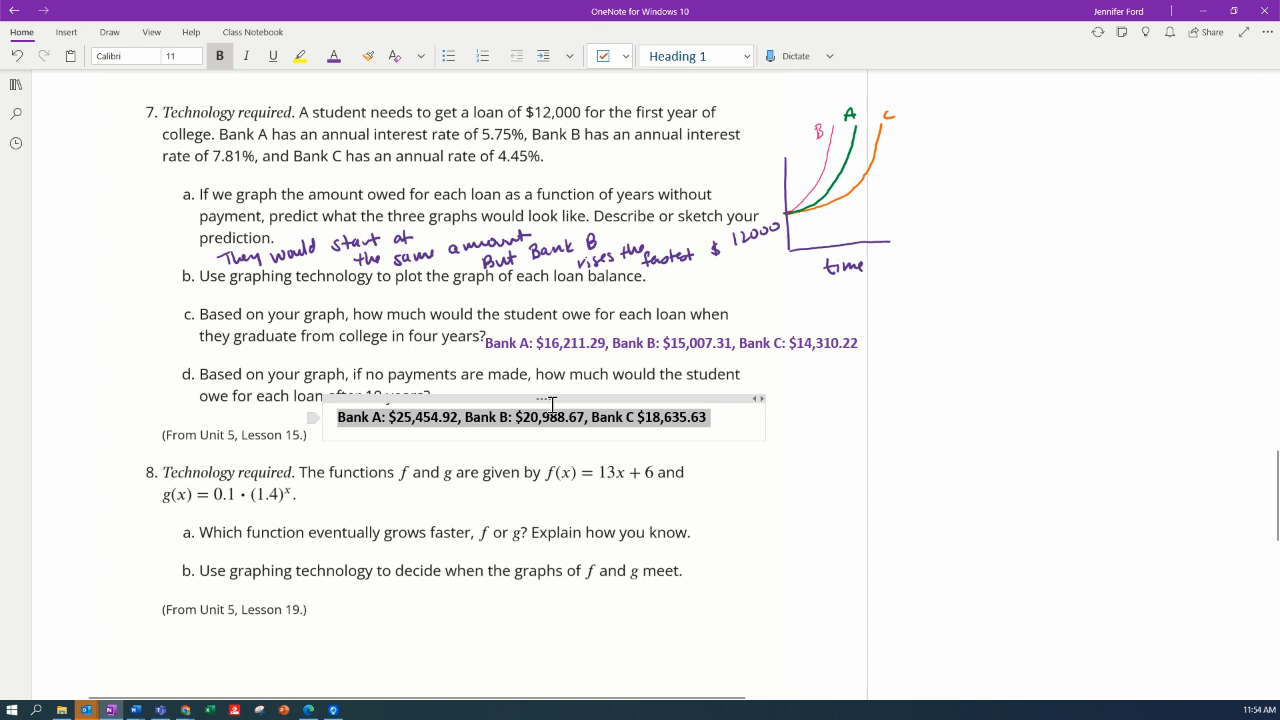 OneNote for Windows 10
Jennifer Ford
Home Insert Draw View Help Class Notebook
Share
Calibri 11 B I U A Heading 1 Dictate
7. Technology required. A student needs to get a loan of $12,000 for the first year of
college. Bank A has an annual interest rate of 5.75%, Bank B has an annual interest
rate of 7.81%, and Bank C has an annual rate of 4.45%.
B A C
a. If we graph the amount owed for each loan as a function of years without
payment, predict what the three graphs would look like. Describe or sketch your
prediction.
They would start at
the same amount
But Bank B
rises the
fastest
$ 12000
time
b. Use graphing technology to plot the graph of each loan balance.
c. Based on your graph, how much would the student owe for each loan when
they graduate from college in four years?
Bank A: $16,211.29, Bank B: $15,007.31, Bank C: $14,310.22
d. Based on your graph, if no payments are made, how much would the student
owe for each loan after 10 years?
Bank A: $25,454.92, Bank B: $20,988.67, Bank C $18,635.63
(From Unit 5, Lesson 15.)
8. Technology required. The functions f and g are given by f(x) = 13x + 6 and
g(x) = 0.1 · (1.4)ˣ.
a. Which function eventually grows faster, f or g? Explain how you know.
b. Use graphing technology to decide when the graphs of f and g meet.
(From Unit 5, Lesson 19.)
11:54 AM